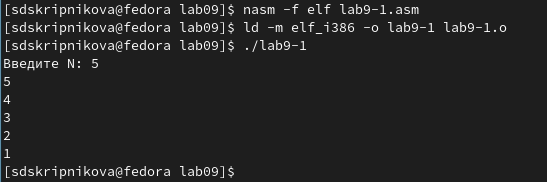 [sdskripnikova@fedora lab09]$ nasm -f elf lab9-1.asm
[sdskripnikova@fedora lab09]$ ld -m elf_i386 -o lab9-1 lab9-1.o
[sdskripnikova@fedora lab09]$ ./lab9-1
Введите N: 5
5
4
3
2
1
[sdskripnikova@fedora lab09]$